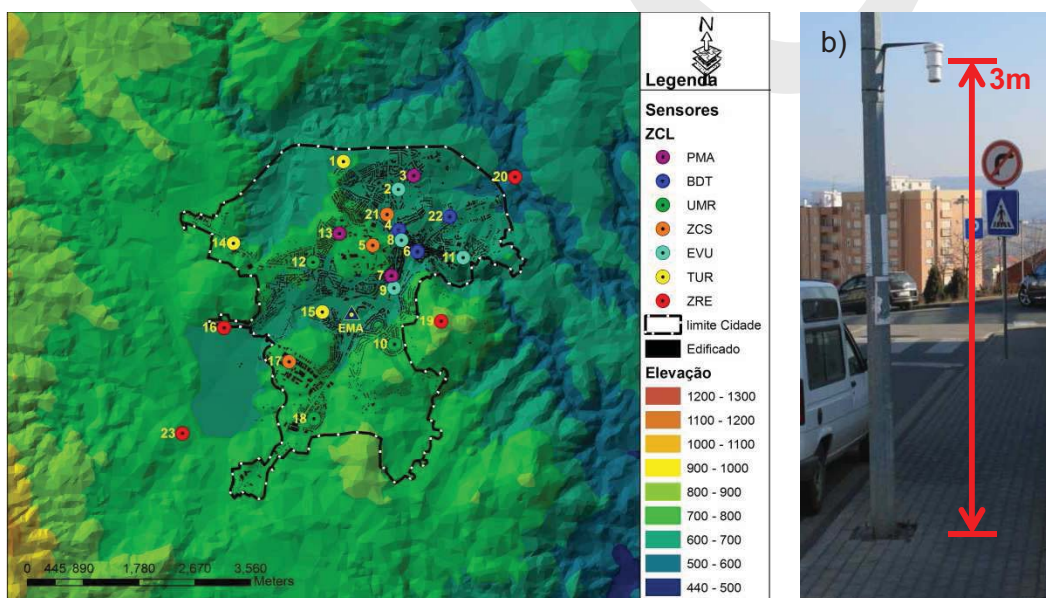 N
Legenda
Sensores
ZCL
PMA
BDT
UMR
ZCS
EVU
TUR
ZRE
limite Cidade
Edificado
Elevação
1200 - 1300
1100 - 1200
1000 - 1100
900 - 1000
800 - 900
700 - 800
600 - 700
500 - 600
440 - 500
1
3
20
2
21
22
4
13
8
14
5
6
11
12
7
9
15
EMA
19
16
10
17
18
23
0 445,890 1,780 2,670 3,560
Meters
b)
3m